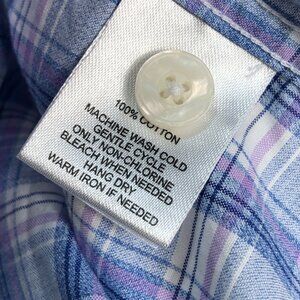 100% COTTON
MACHINE WASH COLD
GENTLE CYCLE
ONLY NON-CHLORINE
BLEACH WHEN NEEDED
HANG DRY
WARM IRON IF NEEDED